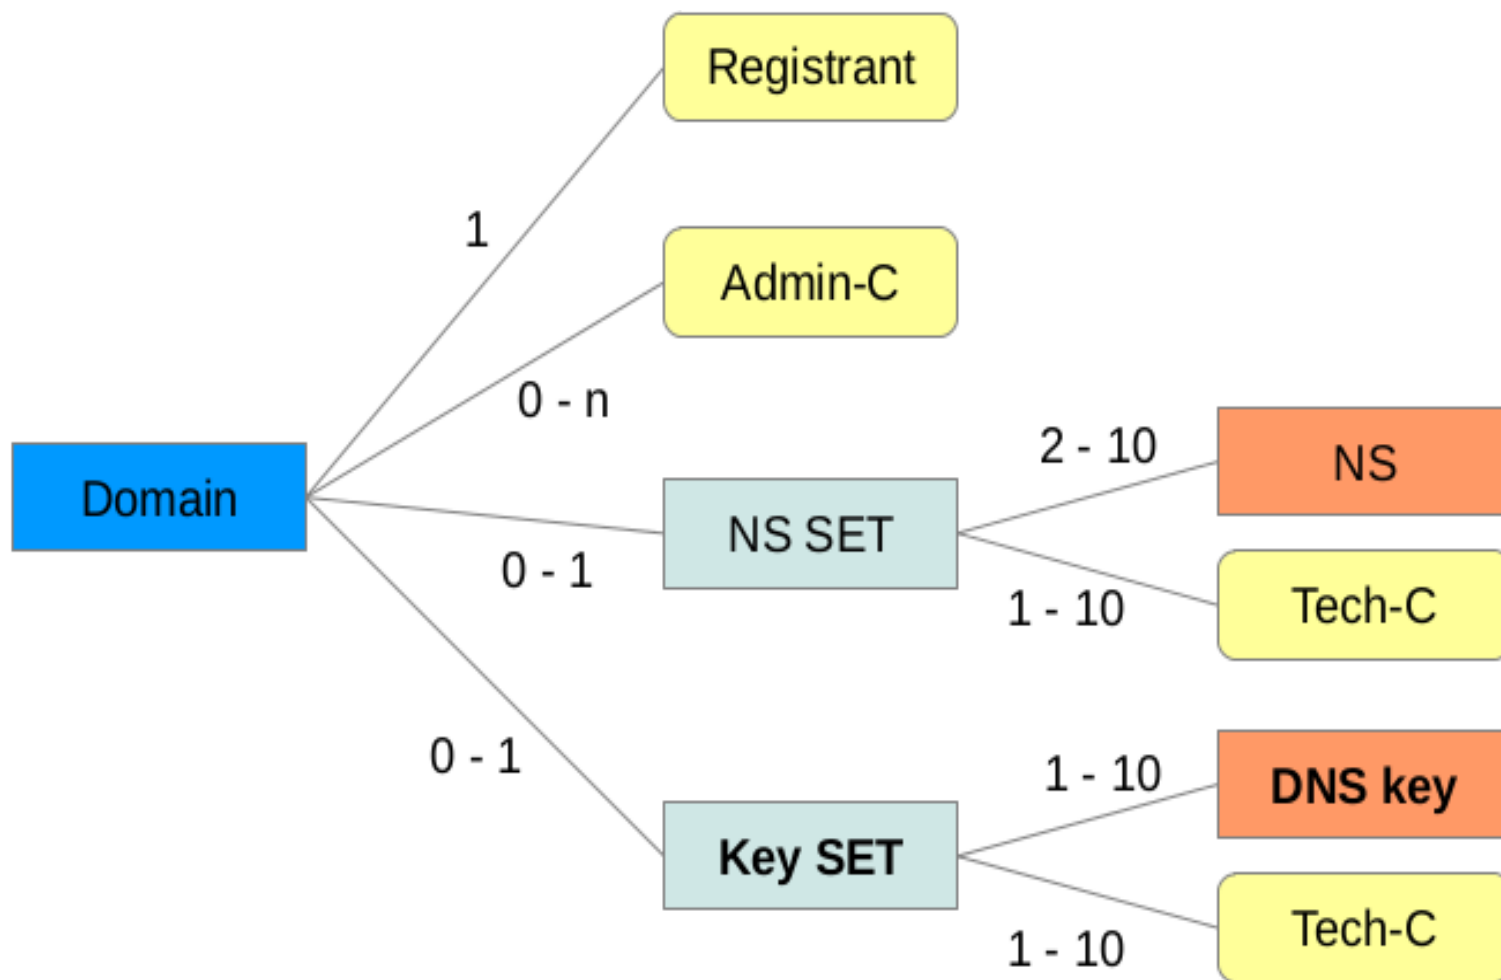 Registrant
1
Admin-C
0 - n
2 - 10
NS
Domain
NS SET
0 - 1
1 - 10
Tech-C
0 - 1
1 - 10
DNS key
Key SET
1 - 10
Tech-C